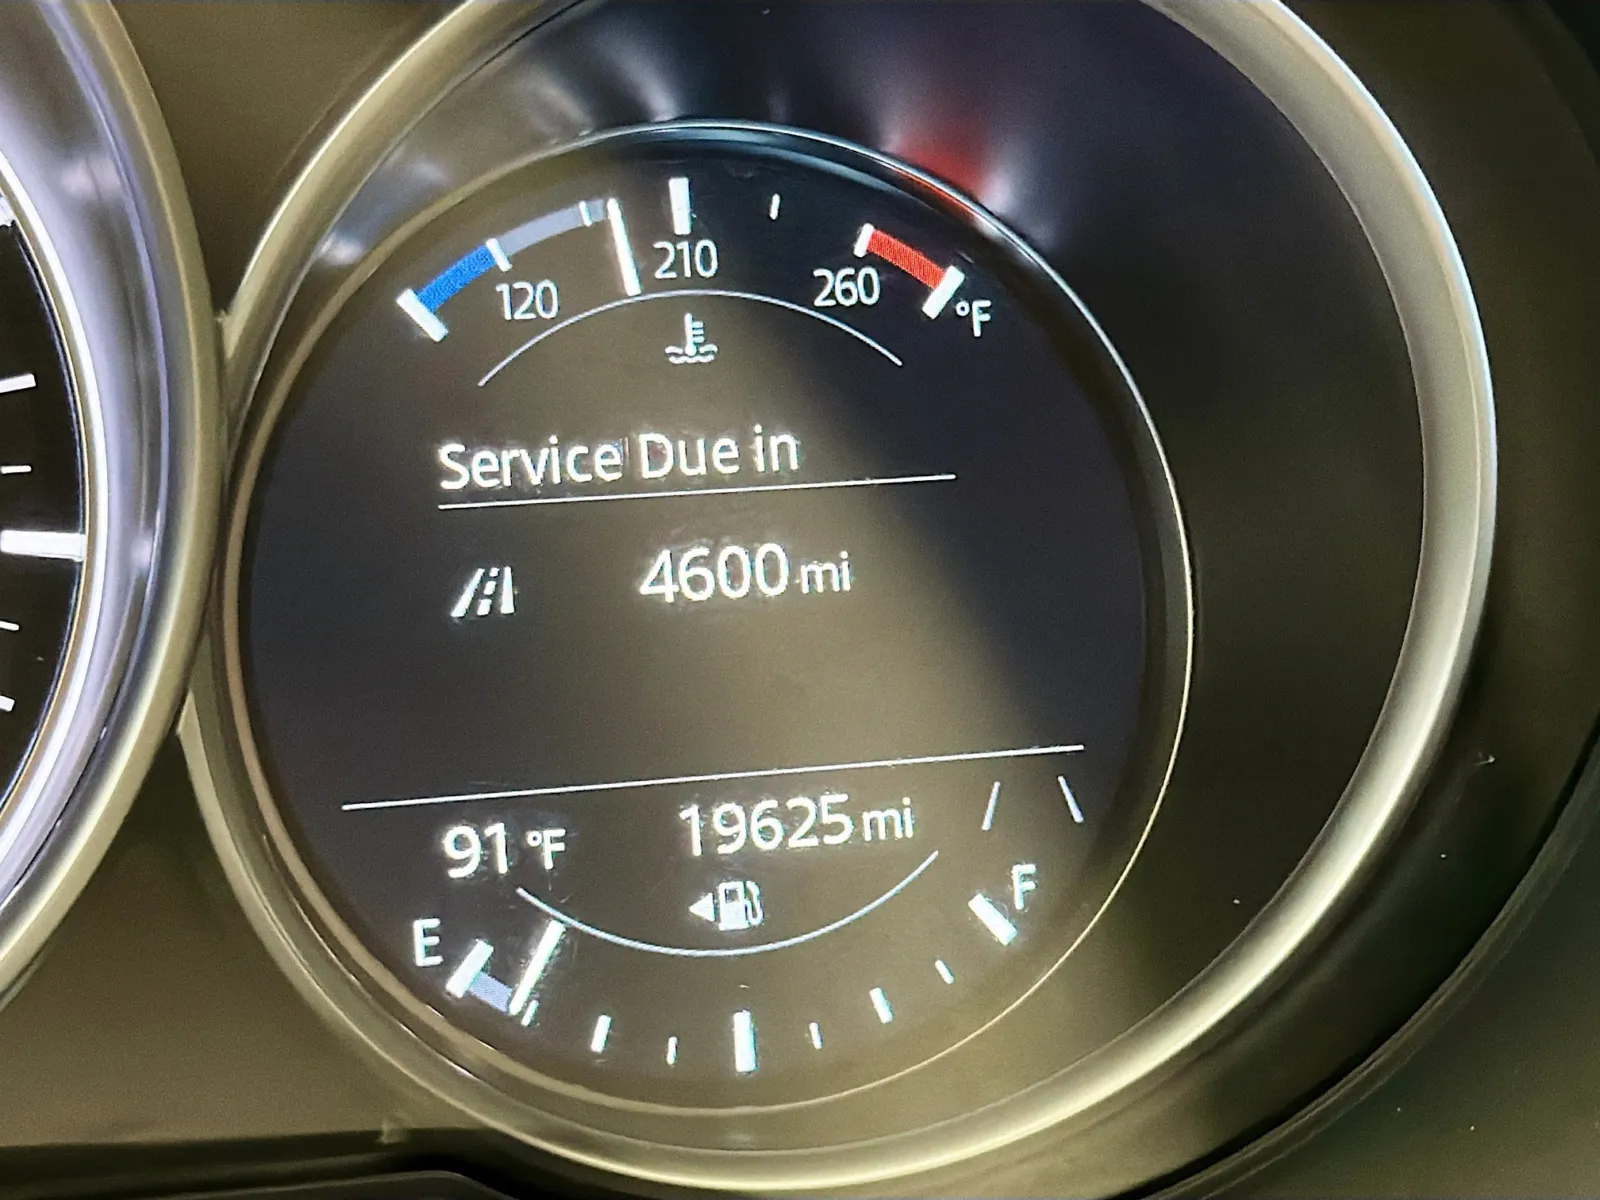 120 210 260 °F
Service Due in
4600 mi
91 °F 19625 mi
E F